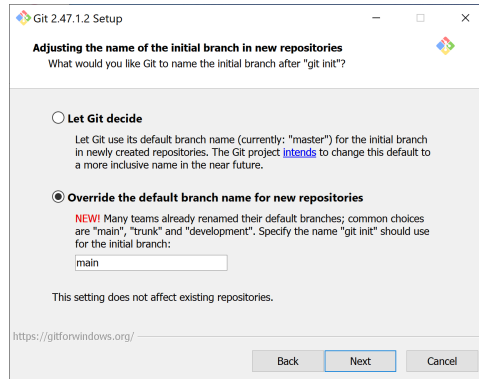 Git 2.47.1.2 Setup
Adjusting the name of the initial branch in new repositories
What would you like Git to name the initial branch after "git init"?
Let Git decide
Let Git use its default branch name (currently: "master") for the initial branch
in newly created repositories. The Git project intends to change this default to
a more inclusive name in the near future.
Override the default branch name for new repositories
NEW! Many teams already renamed their default branches; common choices
are "main", "trunk" and "development". Specify the name "git init" should use
for the initial branch:
main
This setting does not affect existing repositories.
https://gitforwindows.org/
Back Next Cancel